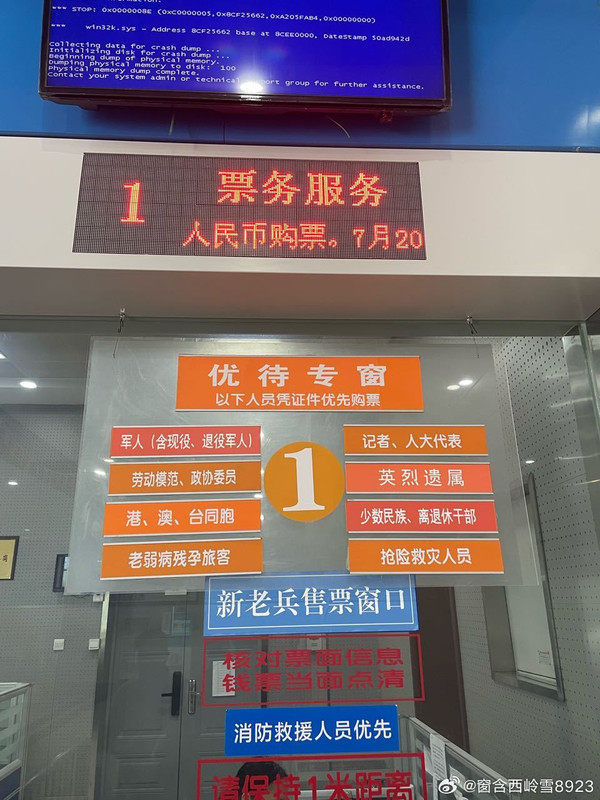 *** STOP: 0x0000008E (0xC0000005,0x8CF25662,0xA205FAB4,0x00000000)
*** win32k.sys - Address 8CF25662 base at 8CEE0000, DateStamp 50ad942d
Collecting data for crash dump ...
Initializing disk for crash dump ...
Beginning dump of physical memory.
Dumping physical memory to disk: 100
Physical memory dump complete.
Contact your system admin or technical support group for further assistance.
1 票务服务
人民币购票。7月20
优待专窗
以下人员凭证件优先购票
军人（含现役、退役军人）
劳动模范、政协委员
港、澳、台同胞
老弱病残孕旅客
1
记者、人大代表
英烈遗属
少数民族、离退休干部
抢险救灾人员
新老兵售票窗口
核对票面信息
钱票当面点清
消防救援人员优先
请保持1米距离
@窗含西岭雪8923